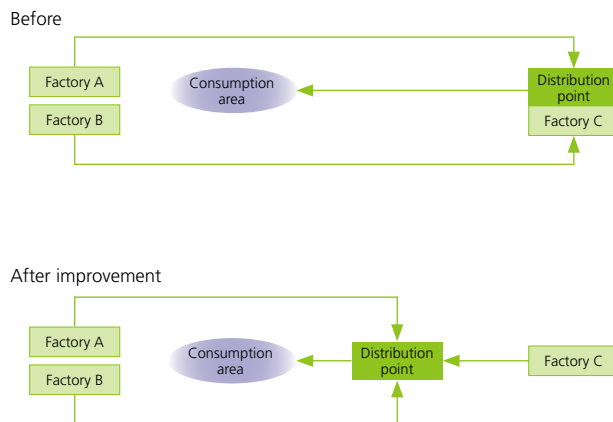 Before
Factory A
Factory B
Consumption
area
Distribution
point
Factory C
After improvement
Factory A
Factory B
Consumption
area
Distribution
point
Factory C